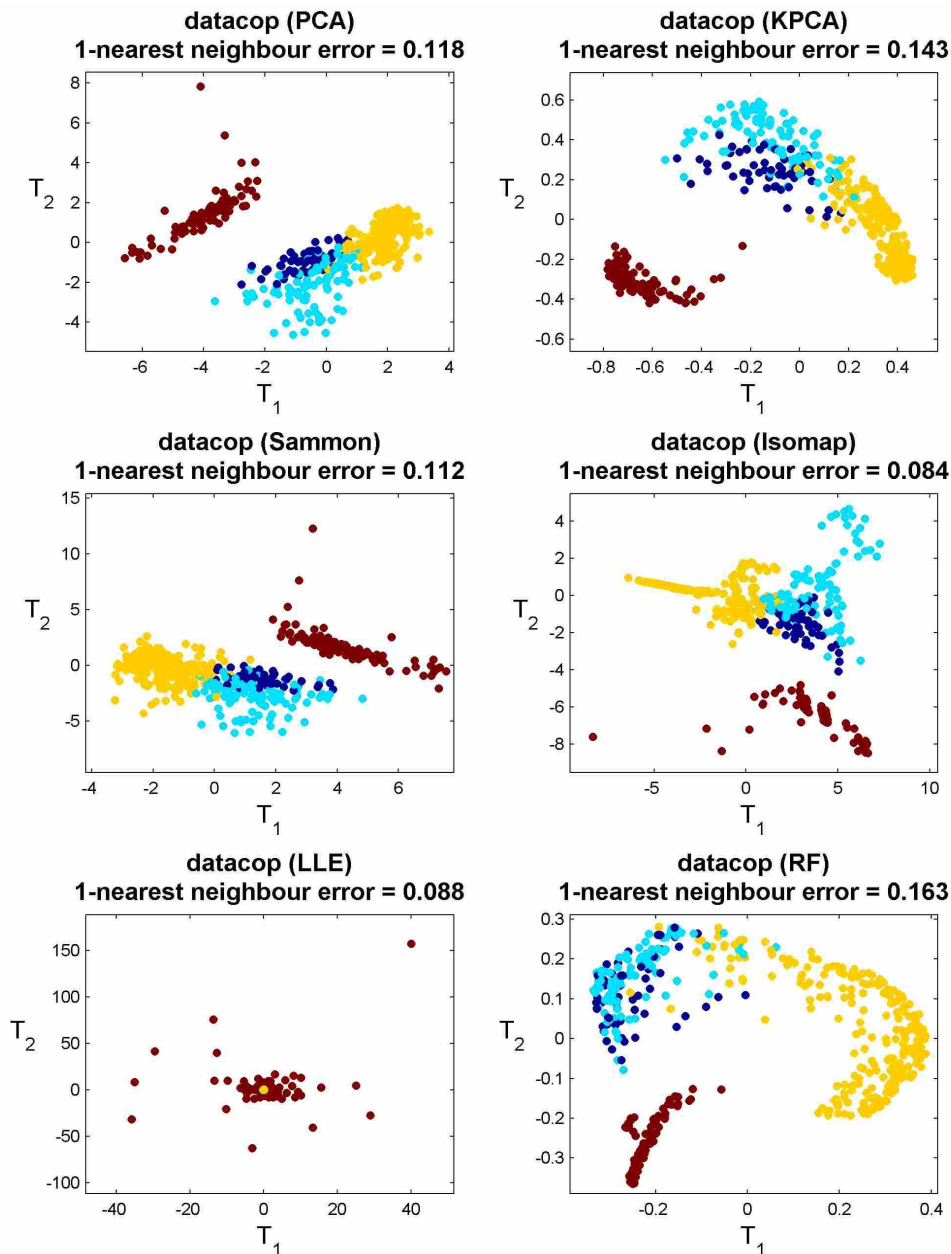 datacop (PCA)
1-nearest neighbour error = 0.118
8
6
4
2
0
-2
-4
T2
-6
-4
-2
0
2
4
T1
datacop (KPCA)
1-nearest neighbour error = 0.143
0.6
0.4
0.2
0
-0.2
-0.4
-0.6
T2
-0.8
-0.6
-0.4
-0.2
0
0.2
0.4
T1
datacop (Sammon)
1-nearest neighbour error = 0.112
15
10
5
0
-5
T2
-4
-2
0
2
4
6
T1
datacop (Isomap)
1-nearest neighbour error = 0.084
4
2
0
-2
-4
-6
-8
T2
-5
0
5
10
T1
datacop (LLE)
1-nearest neighbour error = 0.088
150
100
50
0
-50
-100
T2
-40
-20
0
20
40
T1
datacop (RF)
1-nearest neighbour error = 0.163
0.3
0.2
0.1
0
-0.1
-0.2
-0.3
T2
-0.2
0
0.2
0.4
T1